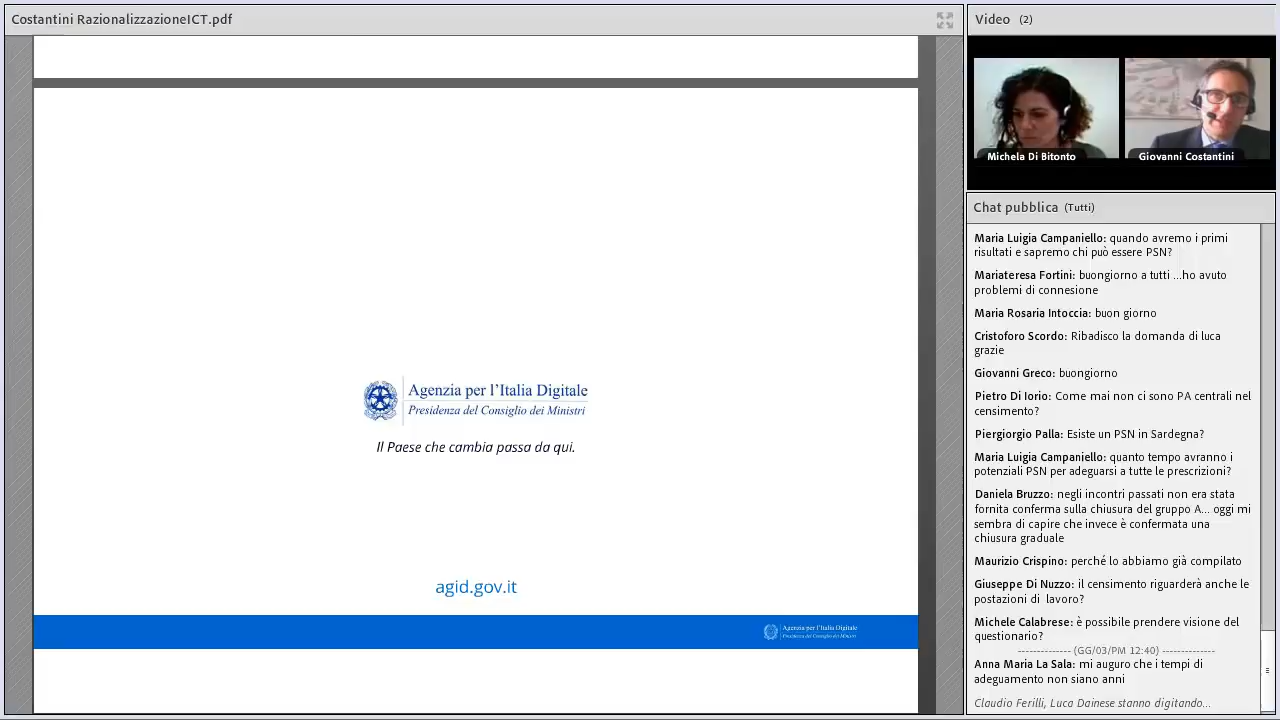 Costantini RazionalizzazioneICT.pdf
Agenzia per l'Italia Digitale
Presidenza del Consiglio dei Ministri
Il Paese che cambia passa da qui.
agid.gov.it
Agenzia per l'Italia Digitale
Presidenza del Consiglio dei Ministri
Video (2)
Michela Di Bitonto
Giovanni Costantini
Chat pubblica (Tutti)
Maria Luigia Campaniello: quando avremo i primi
risultati e sapremo chi può essere PSN?
Mariateresa Fortini: buongiorno a tutti ...ho avuto
problemi di connesione
Maria Rosaria Intoccia: buon giorno
Cristoforo Scordo: Ribadisco la domanda di luca
grazie
Giovanni Greco: buongiorno
Pietro Di Iorio: Come mai non ci sono PA centrali nel
censimento?
Piergiorgio Palla: Esiste un PSN in Sardegna?
Maria Luigia Campaniello: quanto tempo avranno i
potenziali PSN per adeguarsi a tutte le prescrizioni?
Daniela Bruzzo: negli incontri passati non era stata
fornita conferma sulla chiusura del gruppo A... oggi mi
sembra di capire che invece è confermata una
chiusura graduale
Maurizio Crispino: perché lo abbiamo già compilato
Giuseppe Di Nuzzo: il censimento riguarderà anche le
postazioni di lavoro?
Michele Calabrese: è possibile prendere visione del
questionario?
------------- (GG/03/PM 12:40) -------------
Anna Maria La Sala: mi auguro che i tempi di
adeguamento non siano anni
Claudio Ferilli, Luca Dainese stanno digitando...